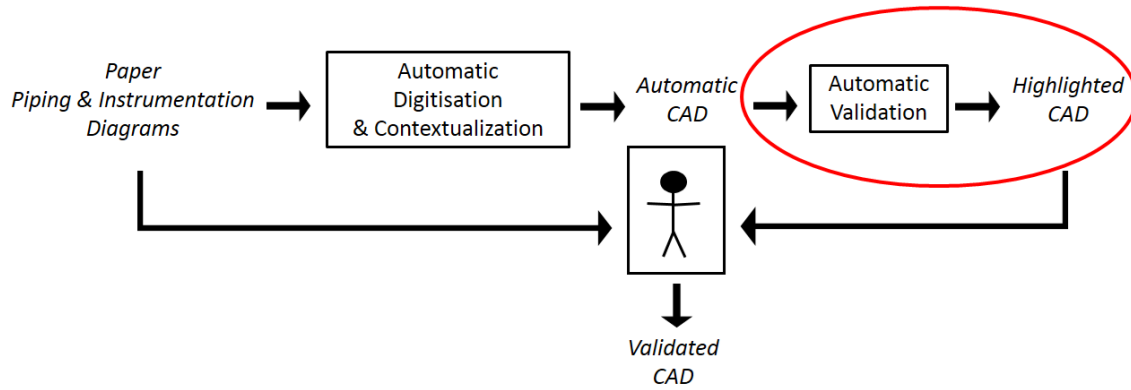 Paper
Piping & Instrumentation
Diagrams
Automatic
Digitisation
& Contextualization
Automatic
CAD
Automatic
Validation
Highlighted
CAD
Validated
CAD